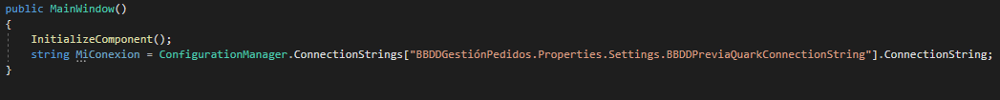 public MainWindow()
{
InitializeComponent();
string MiConexion = ConfigurationManager.ConnectionStrings["BBDDGestiónPedidos.Properties.Settings.BBDDPreviaQuarkConnectionString"].ConnectionString;
}